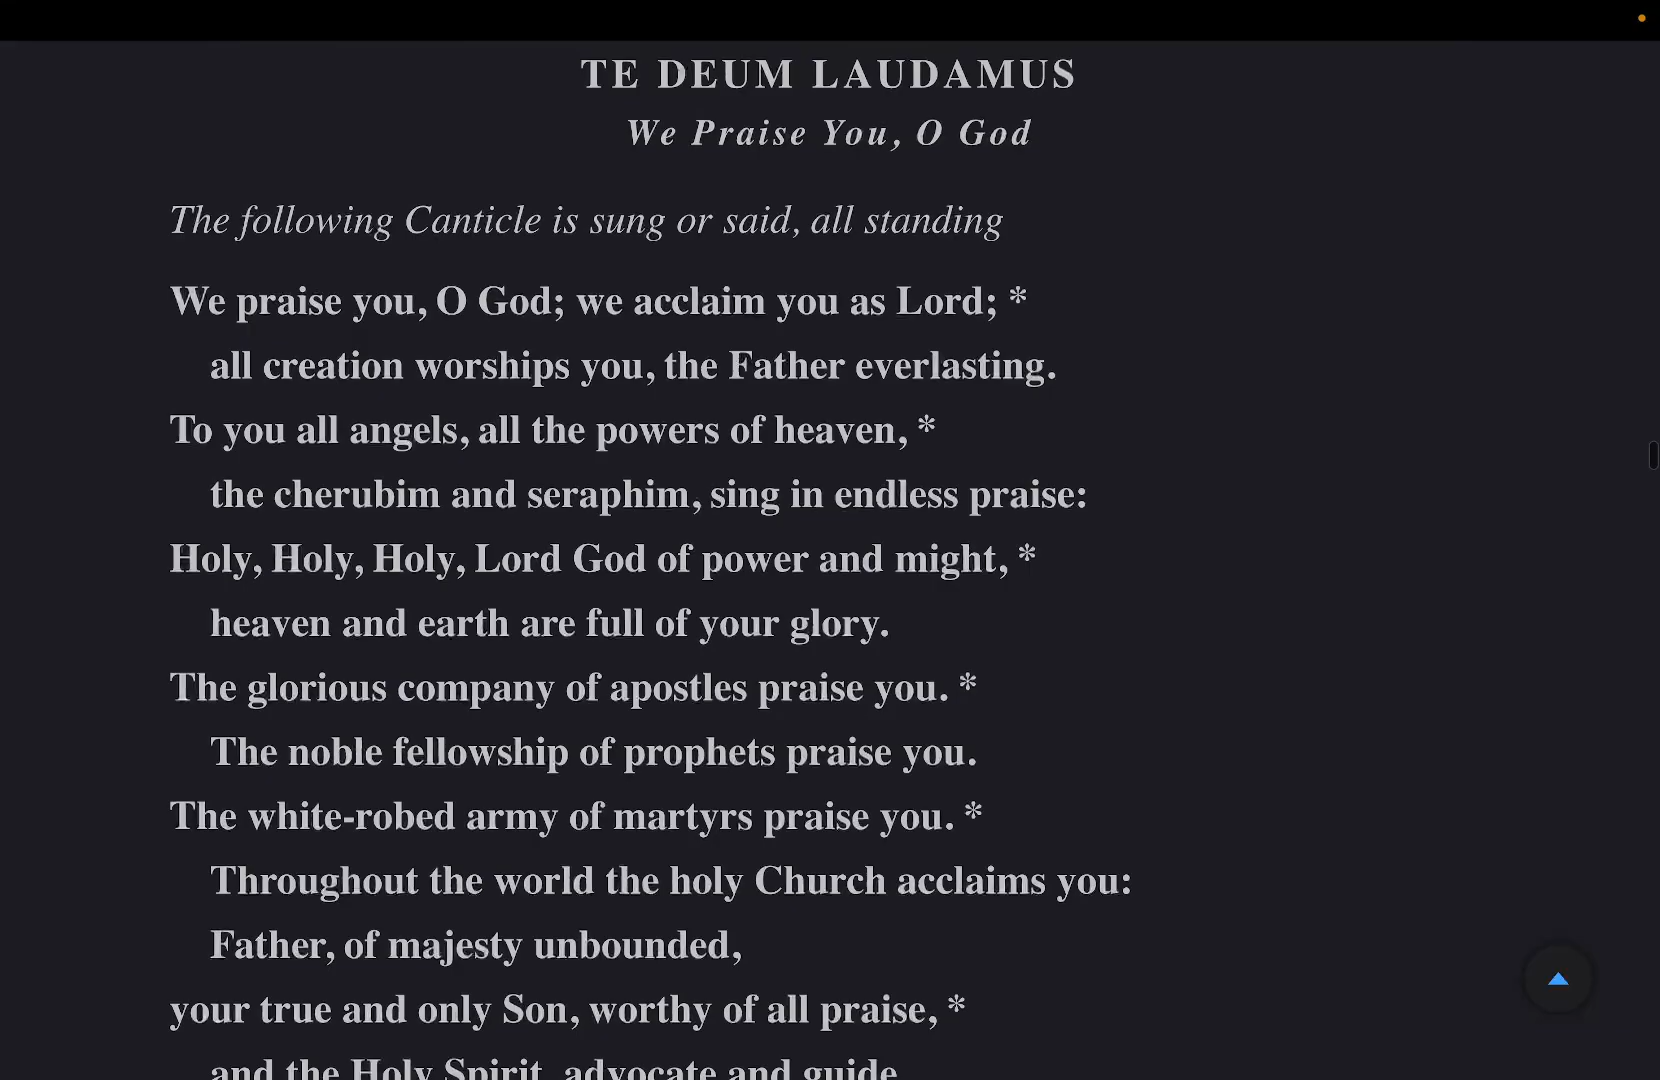 TE DEUM LAUDAMUS
We Praise You, O God
The following Canticle is sung or said, all standing
We praise you, O God; we acclaim you as Lord; *
all creation worships you, the Father everlasting.
To you all angels, all the powers of heaven, *
the cherubim and seraphim, sing in endless praise:
Holy, Holy, Holy, Lord God of power and might, *
heaven and earth are full of your glory.
The glorious company of apostles praise you. *
The noble fellowship of prophets praise you.
The white-robed army of martyrs praise you. *
Throughout the world the holy Church acclaims you:
Father, of majesty unbounded,
your true and only Son, worthy of all praise, *
and the Holy Spirit, advocate and guide